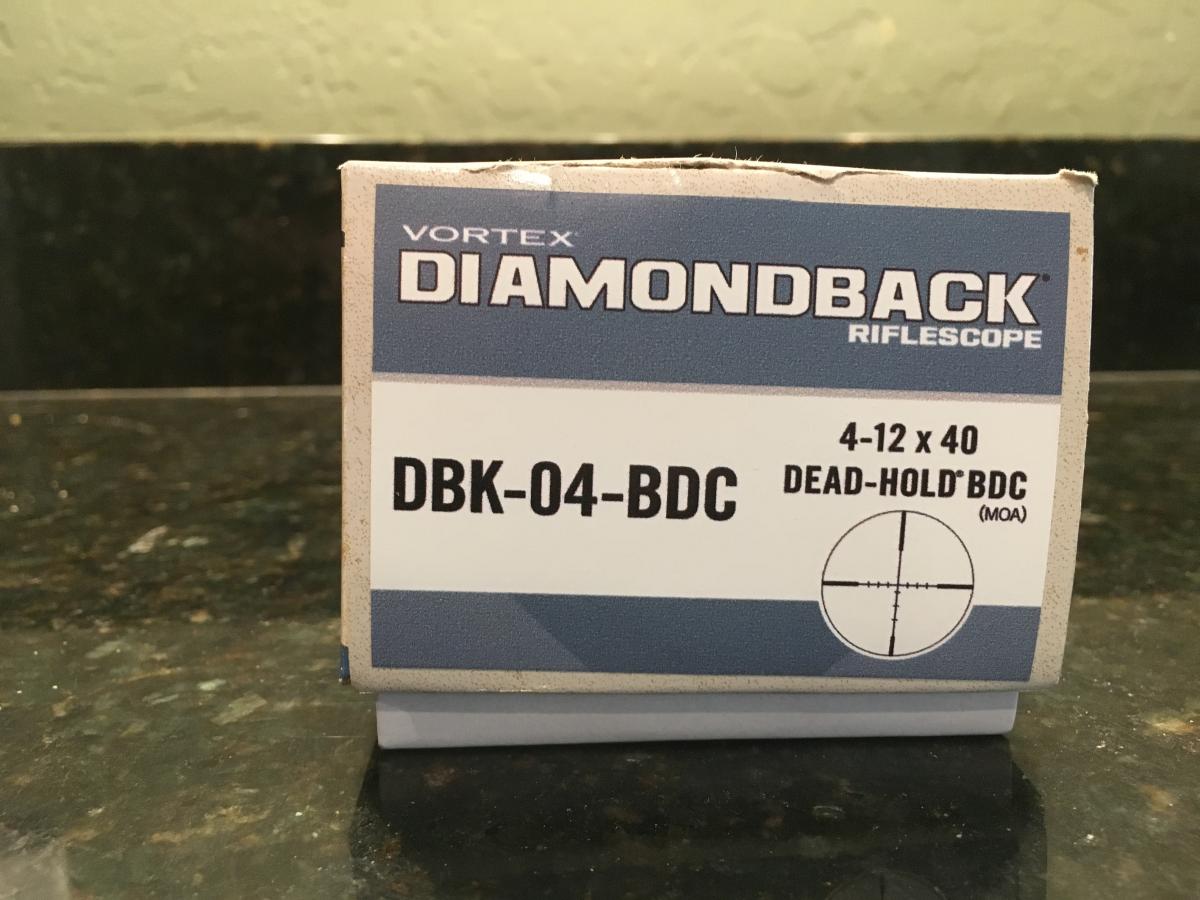 VORTEX
DIAMONDBACK®
RIFLESCOPE
4-12 x 40
DBK-04-BDC
DEAD-HOLD® BDC
(MOA)